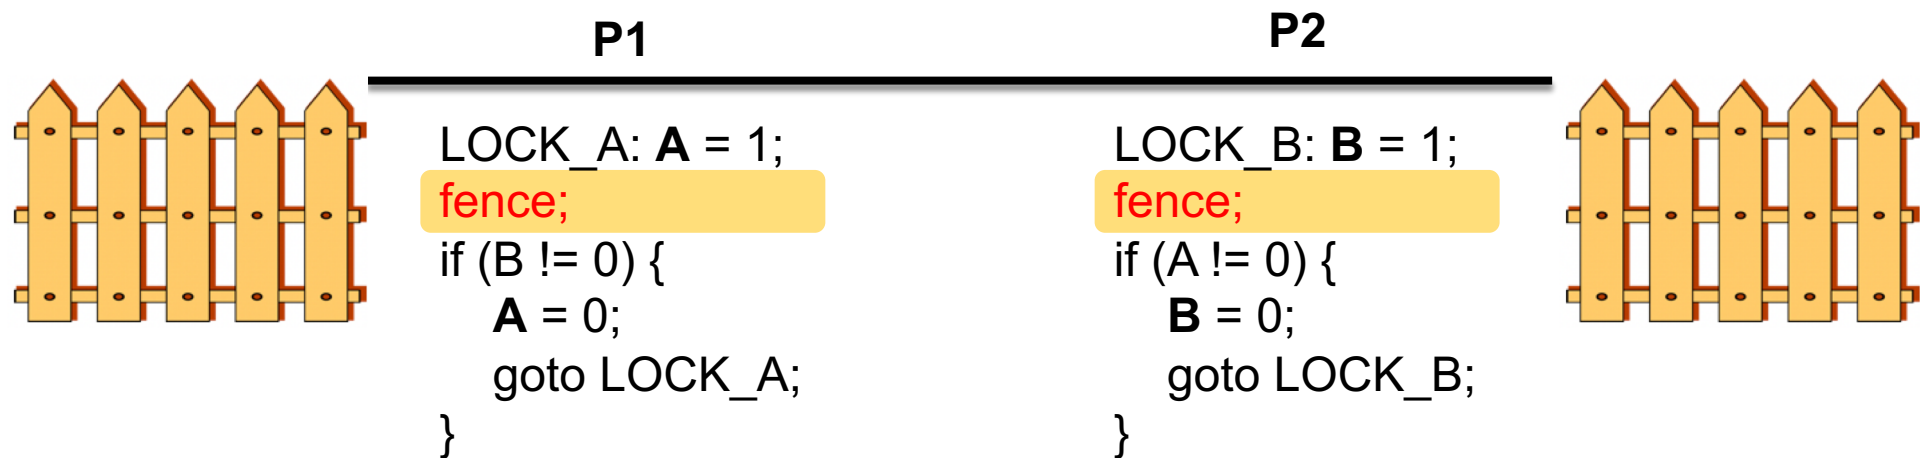 P1
LOCK_A: A = 1;
fence;
if (B != 0) {
A = 0;
goto LOCK_A;
}
P2
LOCK_B: B = 1;
fence;
if (A != 0) {
B = 0;
goto LOCK_B;
}